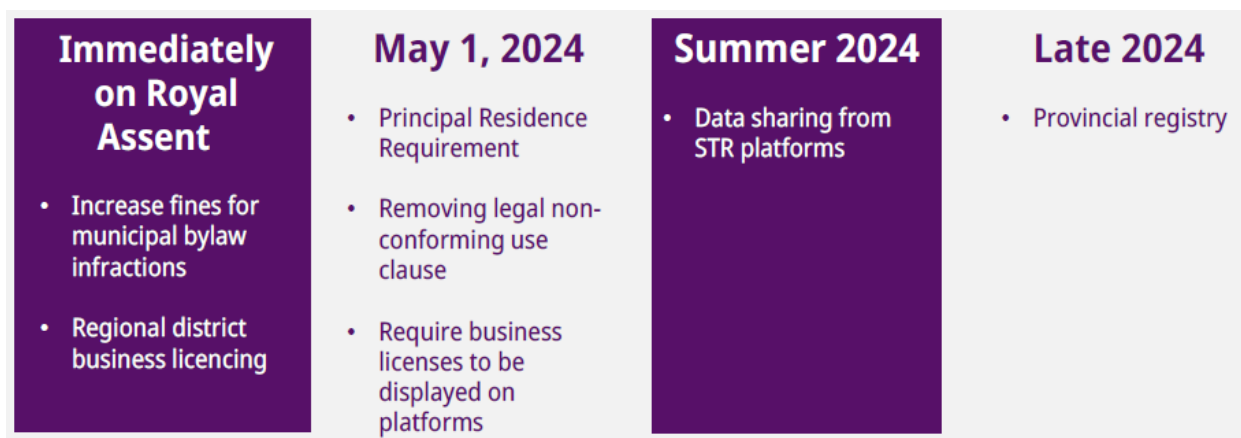 Immediately
on Royal
Assent
• Increase fines for
municipal bylaw
infractions
• Regional district
business licencing
May 1, 2024
• Principal Residence
Requirement
• Removing legal non-
conforming use
clause
• Require business
licenses to be
displayed on
platforms
Summer 2024
• Data sharing from
STR platforms
Late 2024
• Provincial registry